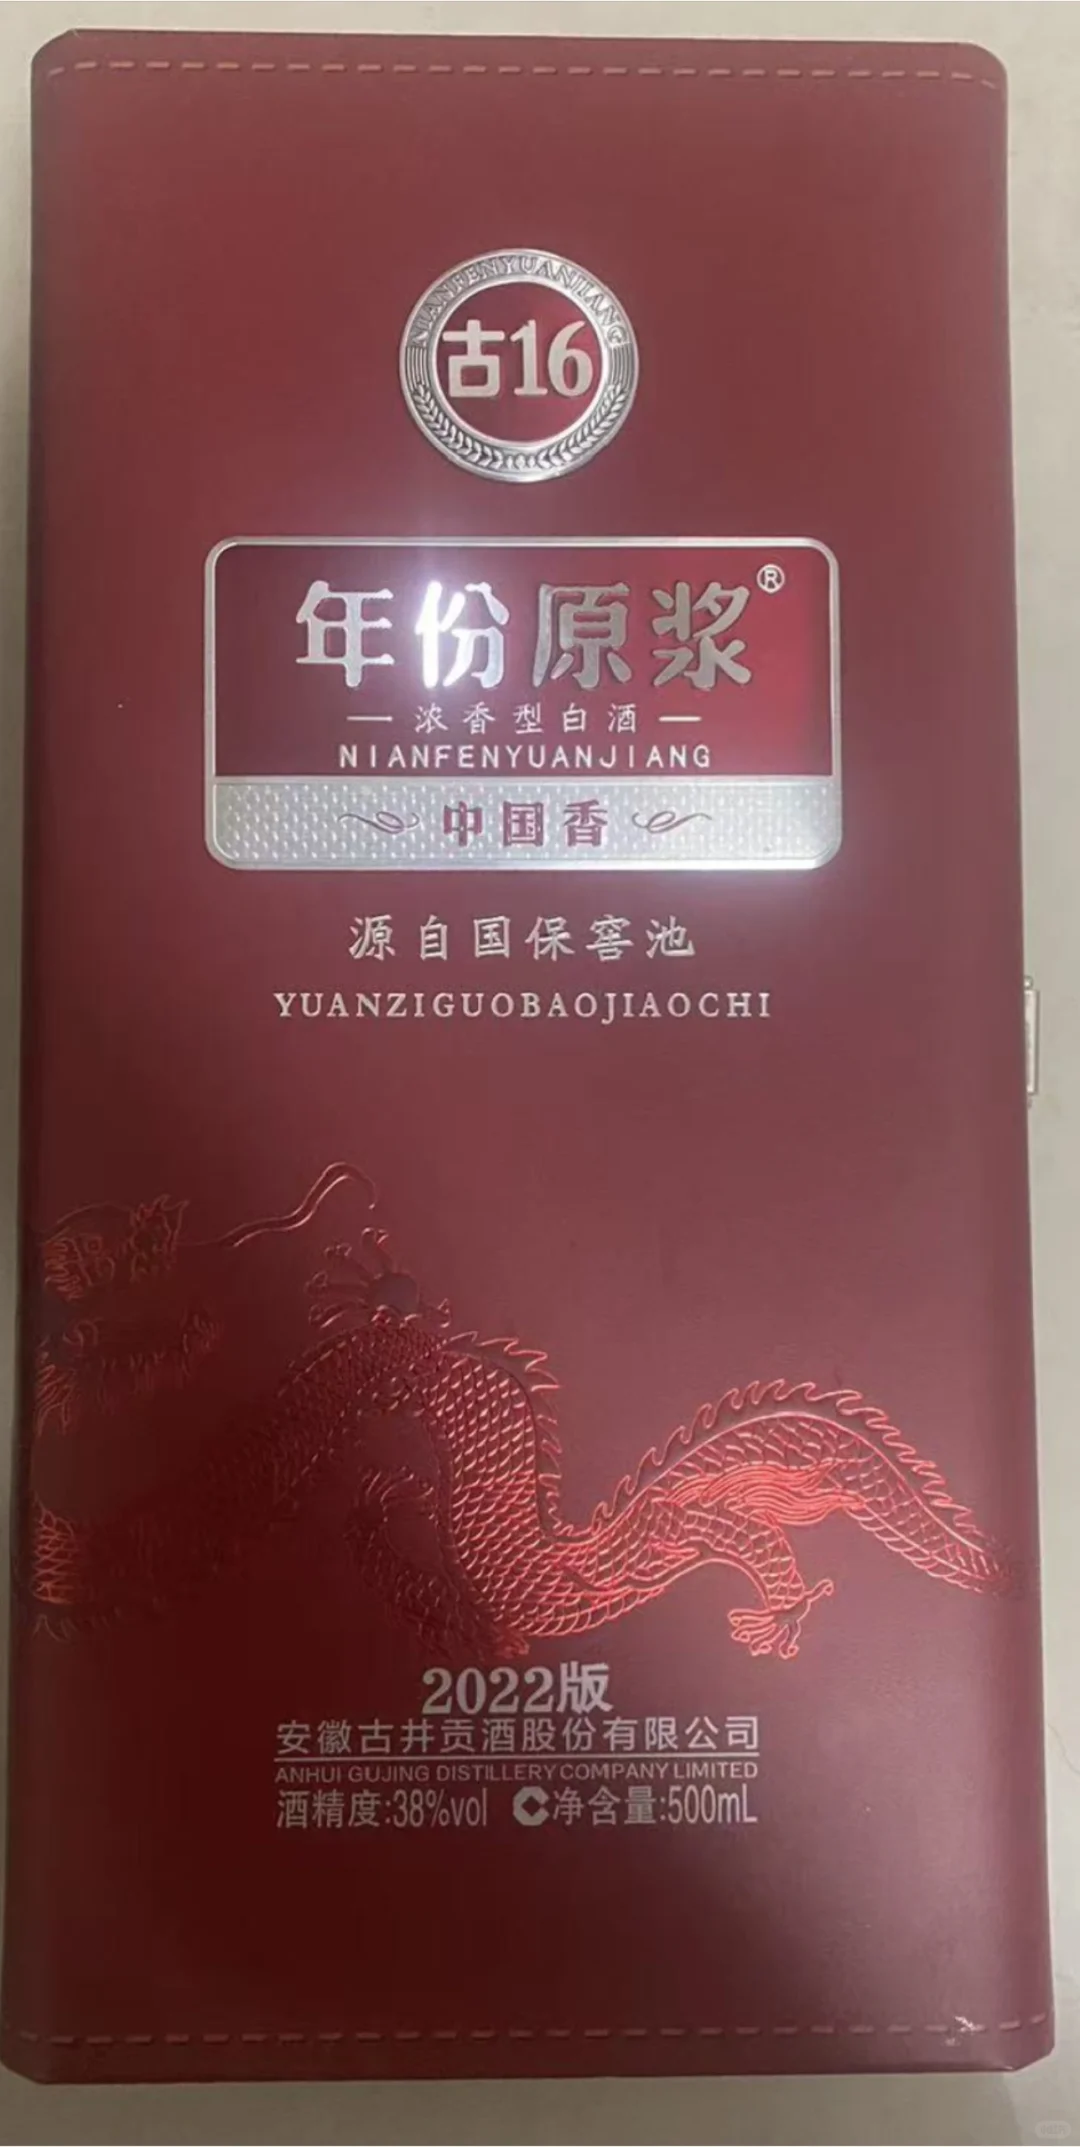 NIANFENYUANJIANG
古16
年份原浆®
浓香型白酒
NIANFENYUANJIANG
中国香
源自国保窖池
YUANZIGUOBAOJIAOCHI
2022版
安徽古井贡酒股份有限公司
ANHUI GUJING DISTILLERY COMPANY LIMITED
酒精度:38%vol C净含量:500mL